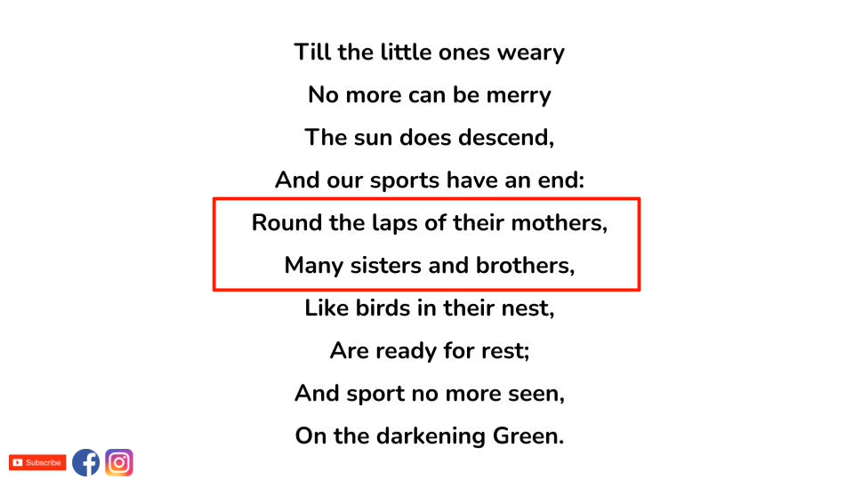 Till the little ones weary
No more can be merry
The sun does descend,
And our sports have an end:
Round the laps of their mothers,
Many sisters and brothers,
Like birds in their nest,
Are ready for rest;
And sport no more seen,
On the darkening Green.
Subscribe